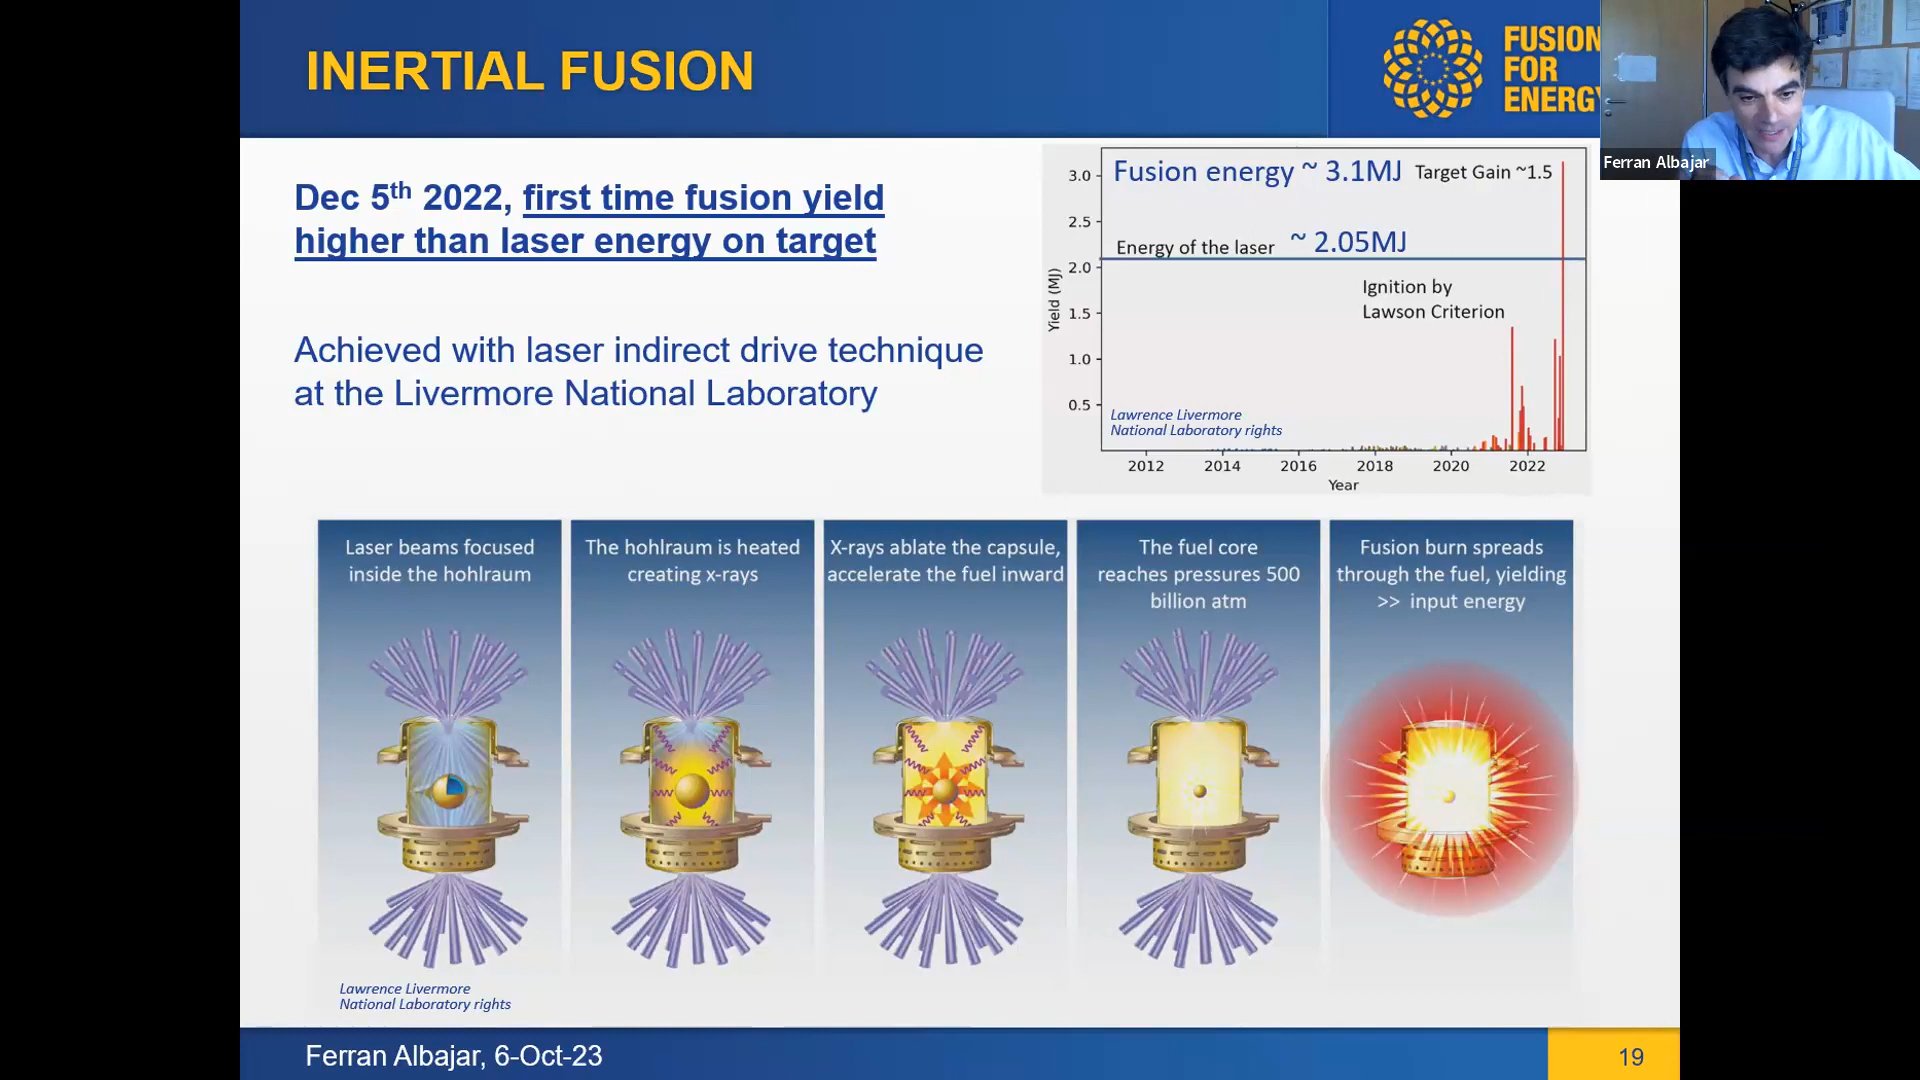 INERTIAL FUSION
FUSION
FOR
ENERGY
Ferran Albajar
Dec 5th 2022, first time fusion yield
higher than laser energy on target
Achieved with laser indirect drive technique
at the Livermore National Laboratory
Fusion energy ~ 3.1MJ Target Gain ~1.5
Energy of the laser ~ 2.05MJ
Ignition by
Lawson Criterion
Lawrence Livermore
National Laboratory rights
Yield (MJ)
3.0
2.5
2.0
1.5
1.0
0.5
2012 2014 2016 2018 2020 2022
Year
Laser beams focused
inside the hohlraum
The hohlraum is heated
creating x-rays
X-rays ablate the capsule,
accelerate the fuel inward
The fuel core
reaches pressures 500
billion atm
Fusion burn spreads
through the fuel, yielding
>> input energy
Lawrence Livermore
National Laboratory rights
Ferran Albajar, 6-Oct-23
19